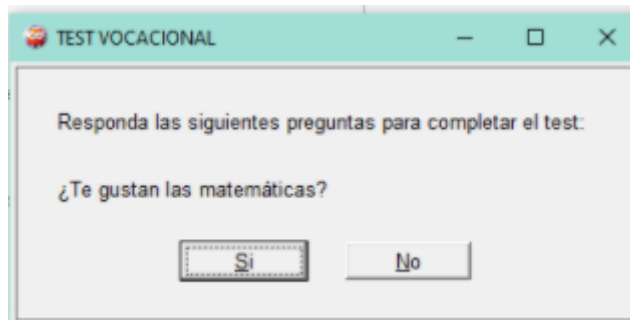 TEST VOCACIONAL
Responda las siguientes preguntas para completar el test:
¿Te gustan las matemáticas?
Si No